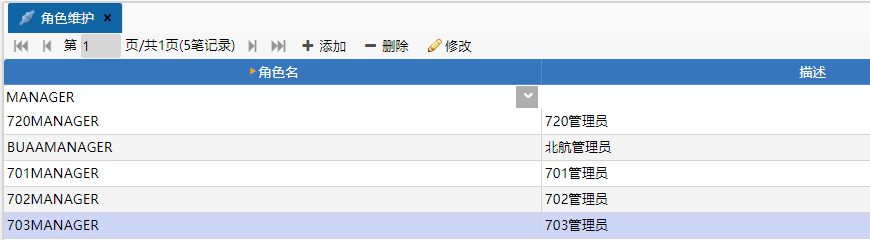 角色维护 ×
第 1 页/共1页(5笔记录) 添加 删除 修改
角色名 描述
MANAGER
720MANAGER 720管理员
BUAAMANAGER 北航管理员
701MANAGER 701管理员
702MANAGER 702管理员
703MANAGER 703管理员